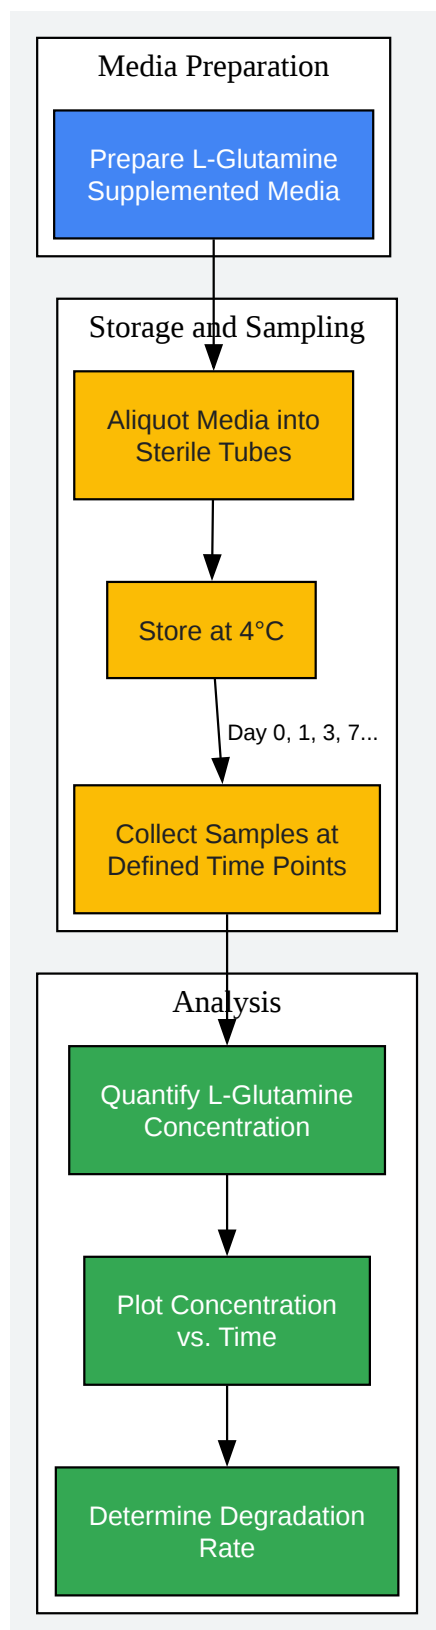 Media Preparation
Prepare L-Glutamine
Supplemented Media
Storage and Sampling
Aliquot Media into
Sterile Tubes
Store at 4°C
Day 0, 1, 3, 7...
Collect Samples at
Defined Time Points
Analysis
Quantify L-Glutamine
Concentration
Plot Concentration
vs. Time
Determine Degradation
Rate